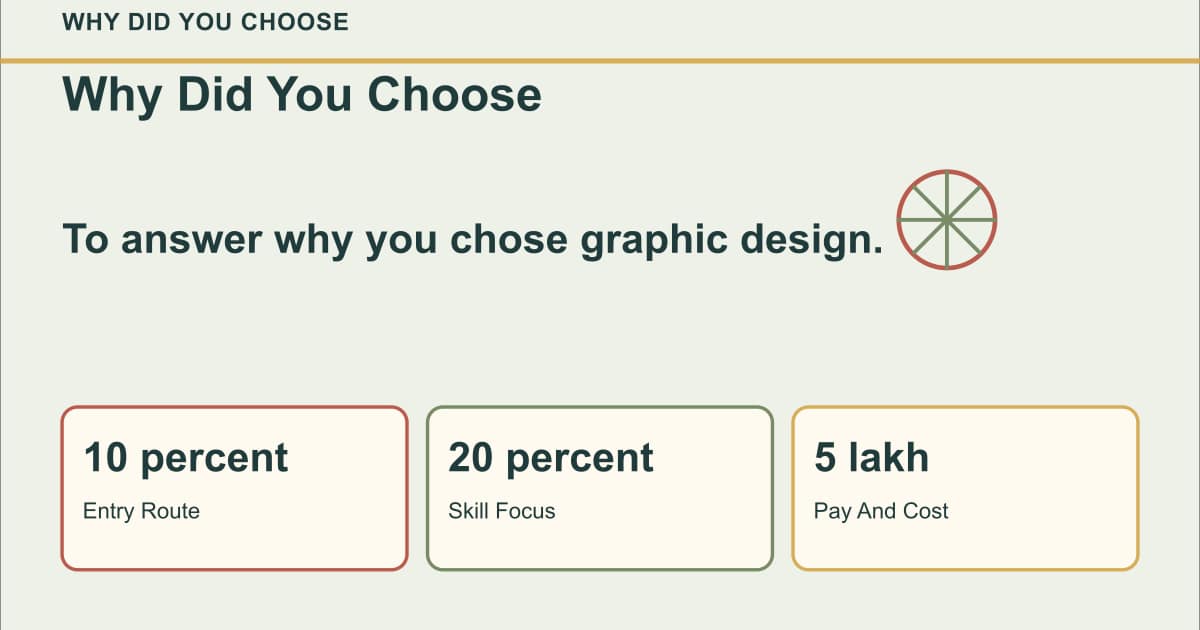 WHY DID YOU CHOOSE
Why Did You Choose
To answer why you chose graphic design.
10 percent
Entry Route
20 percent
Skill Focus
5 lakh
Pay And Cost